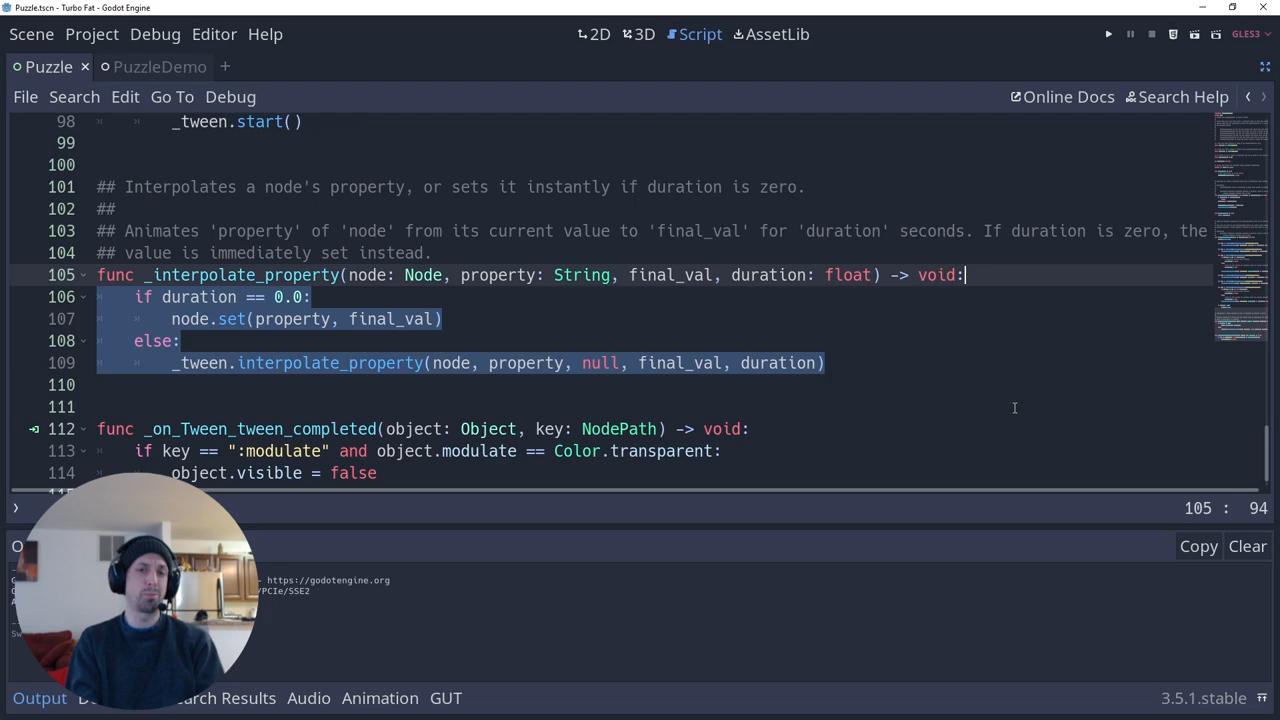 Puzzle.tscn - Turbo Fat - Godot Engine
Scene Project Debug Editor Help 2D 3D Script AssetLib GLES3
Puzzle PuzzleDemo
File Search Edit Go To Debug Online Docs Search Help
98 _tween.start()
99
100
101 ## Interpolates a node's property, or sets it instantly if duration is zero.
102 ##
103 ## Animates 'property' of 'node' from its current value to 'final_val' for 'duration' seconds. If duration is zero, the
104 ## value is immediately set instead.
105 func _interpolate_property(node: Node, property: String, final_val, duration: float) -> void:
106 if duration == 0.0:
107 node.set(property, final_val)
108 else:
109 _tween.interpolate_property(node, property, null, final_val, duration)
110
111
112 func _on_Tween_tween_completed(object: Object, key: NodePath) -> void:
113 if key == ":modulate" and object.modulate == Color.transparent:
114 object.visible = false
105 : 94
Copy Clear
- https://godotengine.org
/PCIe/SSE2
Output Search Results Audio Animation GUT 3.5.1.stable